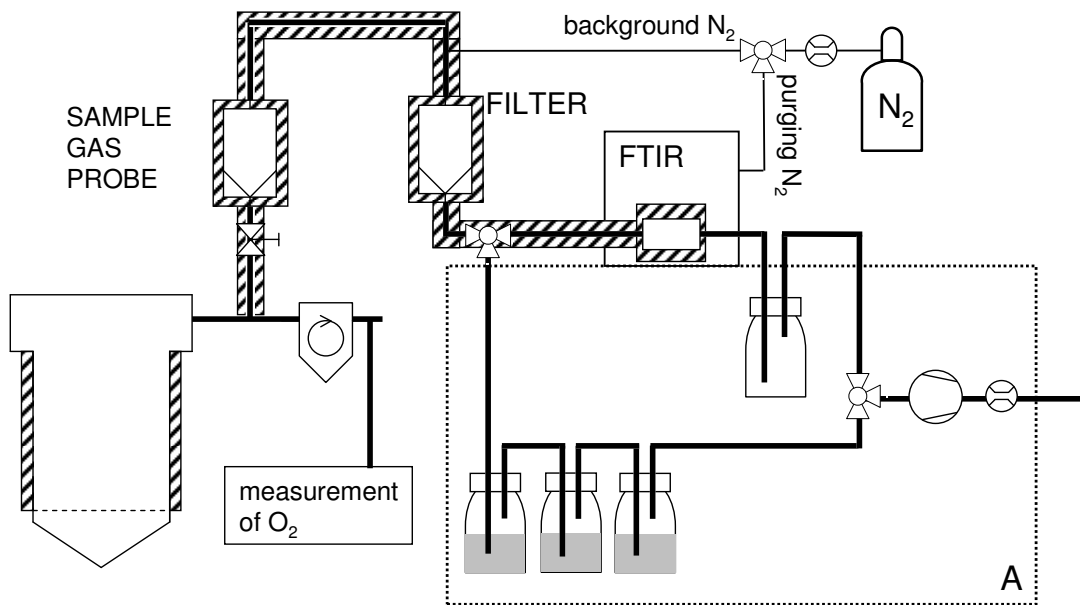 background N₂
SAMPLE
GAS
PROBE
FILTER
N₂
purging N₂
FTIR
measurement
of O₂
A